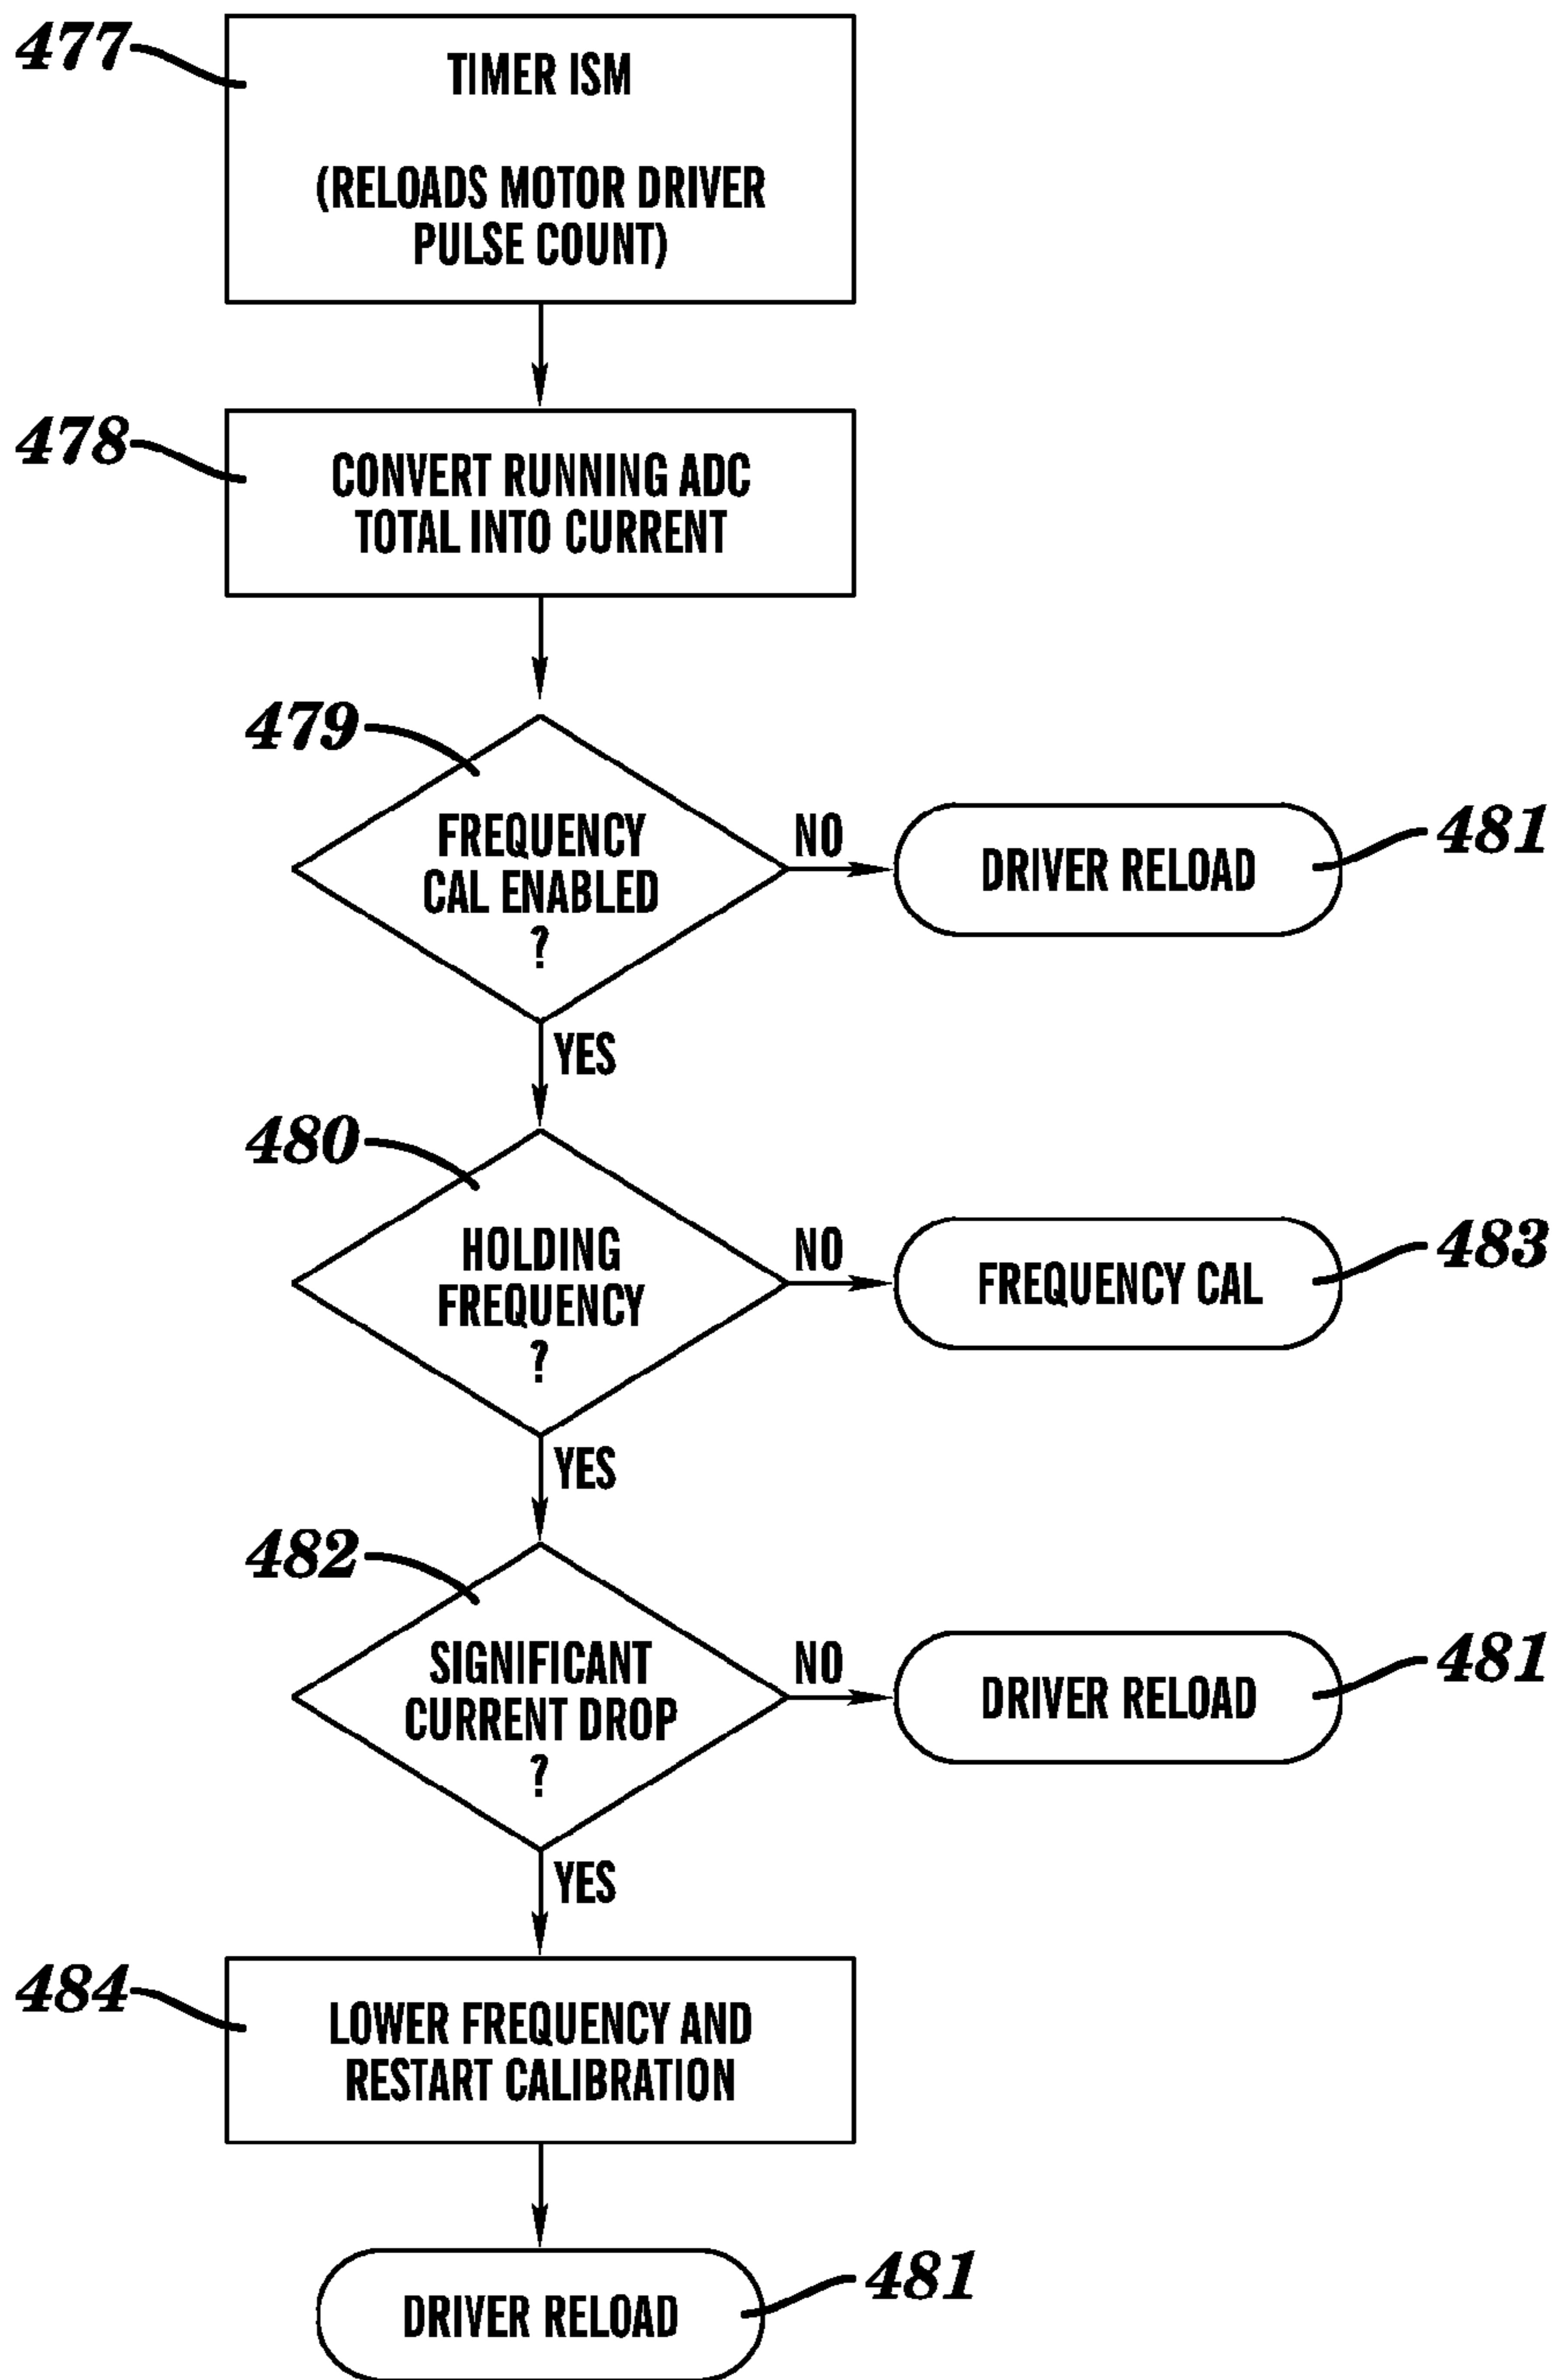 477
TIMER ISM
(RELOADS MOTOR DRIVER
PULSE COUNT)
478
CONVERT RUNNING ADC
TOTAL INTO CURRENT
479
FREQUENCY
CAL ENABLED
?
NO
DRIVER RELOAD
481
YES
480
HOLDING
FREQUENCY
?
NO
FREQUENCY CAL
483
YES
482
SIGNIFICANT
CURRENT DROP
?
NO
DRIVER RELOAD
481
YES
484
LOWER FREQUENCY AND
RESTART CALIBRATION
DRIVER RELOAD
481